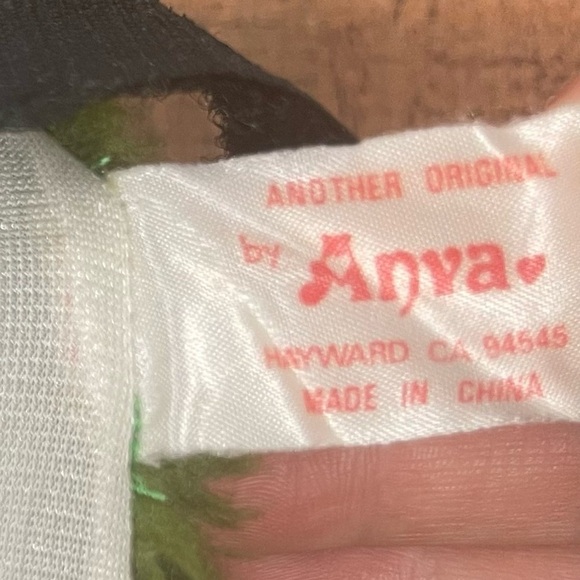 ANOTHER ORIGINAL
by Anva
HAYWARD CA 94545
MADE IN CHINA